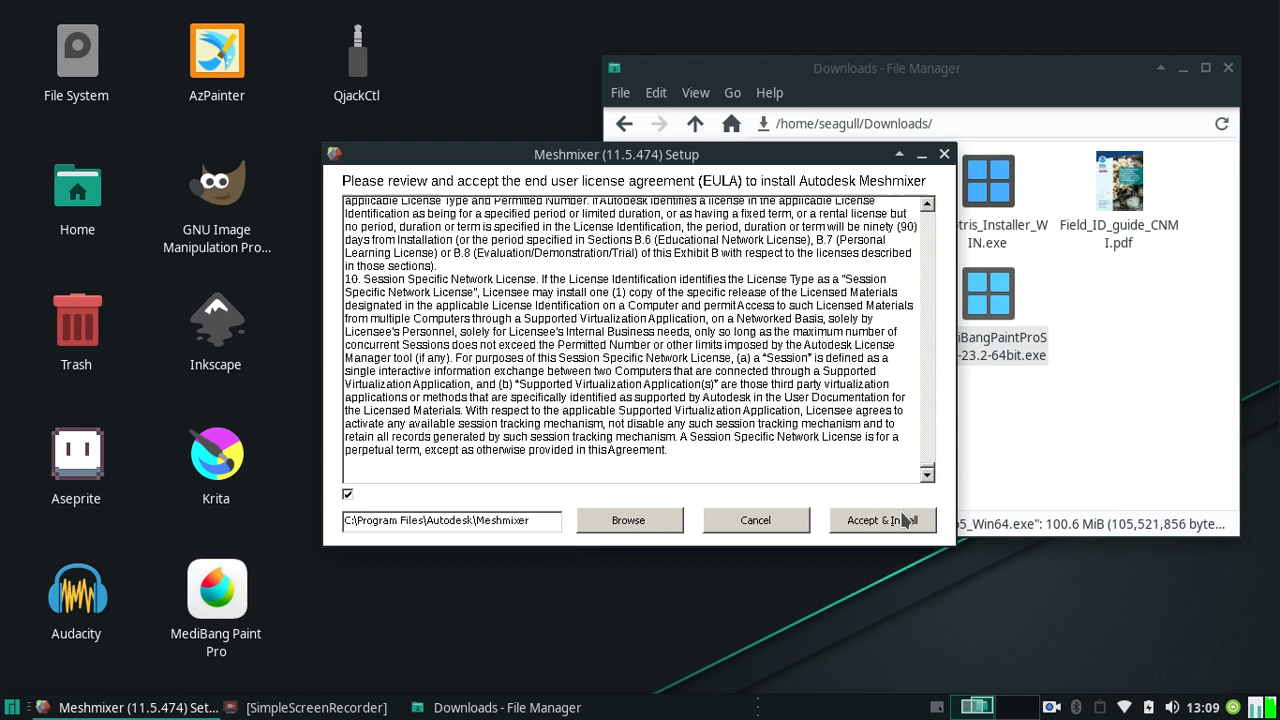 File System
AzPainter
QjackCtl
Home
GNU Image
Manipulation Pro...
Trash
Inkscape
Aseprite
Krita
Audacity
MediBang Paint
Pro
Downloads - File Manager
File Edit View Go Help
/home/seagull/Downloads/
tris_Installer_W
IN.exe
Field_ID_guide_CNM
I.pdf
iBangPaintProS
-23.2-64bit.exe
5_Win64.exe": 100.6 MiB (105,521,856 byte...
Meshmixer (11.5.474) Setup
Please review and accept the end user license agreement (EULA) to install Autodesk Meshmixer
applicable License Type and Permitted Number. If Autodesk identifies a license in the applicable License
Identification as being for a specified period or limited duration, or as having a fixed term, or a rental license but
no period, duration or term is specified in the License Identification, the period, duration or term will be ninety (90)
days from Installation (or the period specified in Sections B.6 (Educational Network License), B.7 (Personal
Learning License) or B.8 (Evaluation/Demonstration/Trial) of this Exhibit B with respect to the licenses described
in those sections).
10. Session Specific Network License. If the License Identification identifies the License Type as a "Session
Specific Network License", Licensee may install one (1) copy of the specific release of the Licensed Materials
designated in the applicable License Identification on a Computer and permit Access to such Licensed Materials
from multiple Computers through a Supported Virtualization Application, on a Networked Basis, solely by
Licensee's Personnel, solely for Licensee's Internal Business needs, only so long as the maximum number of
concurrent Sessions does not exceed the Permitted Number or other limits imposed by the Autodesk License
Manager tool (if any). For purposes of this Session Specific Network License, (a) a "Session" is defined as a
single interactive information exchange between two Computers that are connected through a Supported
Virtualization Application, and (b) "Supported Virtualization Application(s)" are those third party virtualization
applications or methods that are specifically identified as supported by Autodesk in the User Documentation for
the Licensed Materials. With respect to the applicable Supported Virtualization Application, Licensee agrees to
activate any available session tracking mechanism, not disable any such session tracking mechanism and to
retain all records generated by such session tracking mechanism. A Session Specific Network License is for a
perpetual term, except as otherwise provided in this Agreement.
C:\Program Files\Autodesk\Meshmixer
Browse
Cancel
Accept & Install
Meshmixer (11.5.474) Set...
[SimpleScreenRecorder]
Downloads - File Manager
13:09